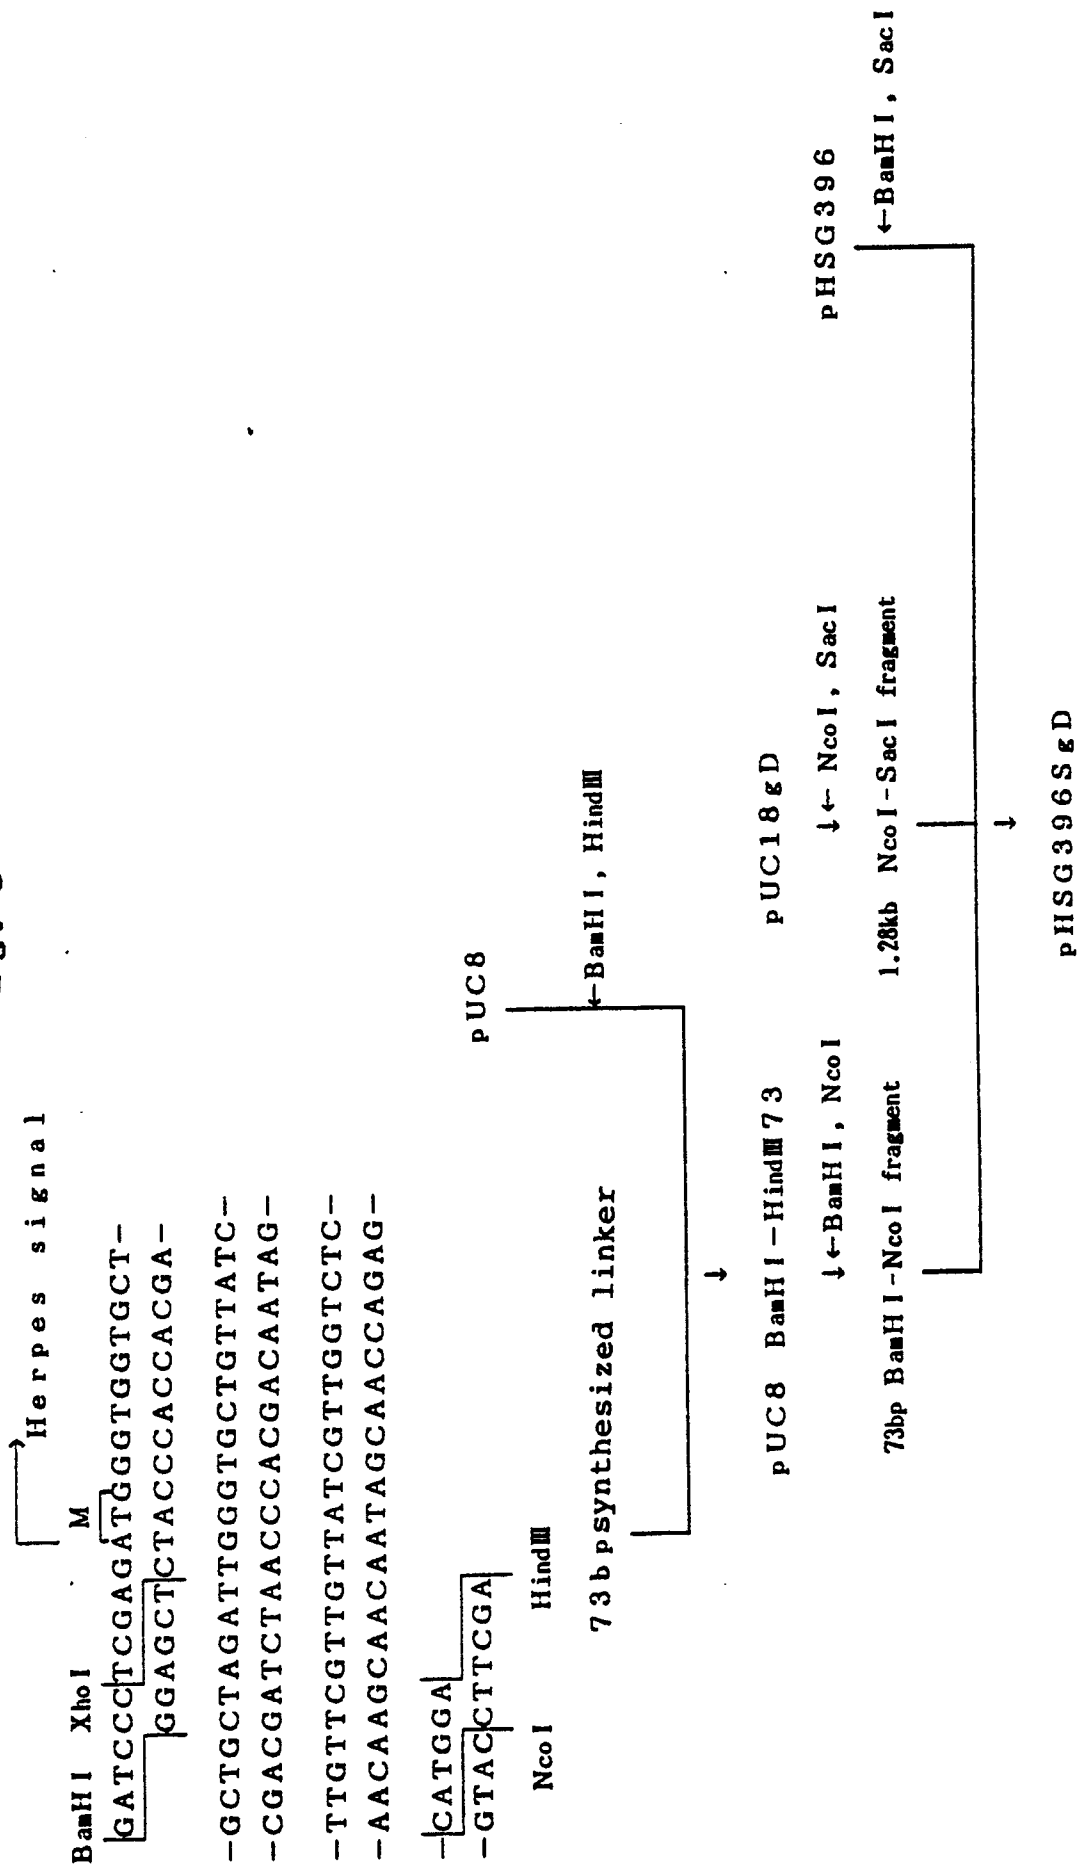 Herpes signal
BamHI XhoI M
GATCCCTCGAGATGGGTGGTGCT-
GGAGCTCTACCCACCACGA-
-GCTGCTAGATTGGGTGCTGTTATC-
-CGACGATCTAACCCACGACAATAG-
-TTGTTCGTTGTTATCGTTGGTCTC-
-AACAAGCAACAATAGCAACCAGAG-
-CATGGA
-GTACCTTCGA
NcoI HindIII
pUC8
←BamHI, HindIII
73bpsynthesized linker
↓
pUC8 BamHI-HindIII73
↓←BamHI, NcoI
73bp BamHI-NcoI fragment
pUC18gD
↓← NcoI, SacI
1.28kb NcoI-SacI fragment
pHSG396
←BamHI, SacI
↓
pHSG396SgD